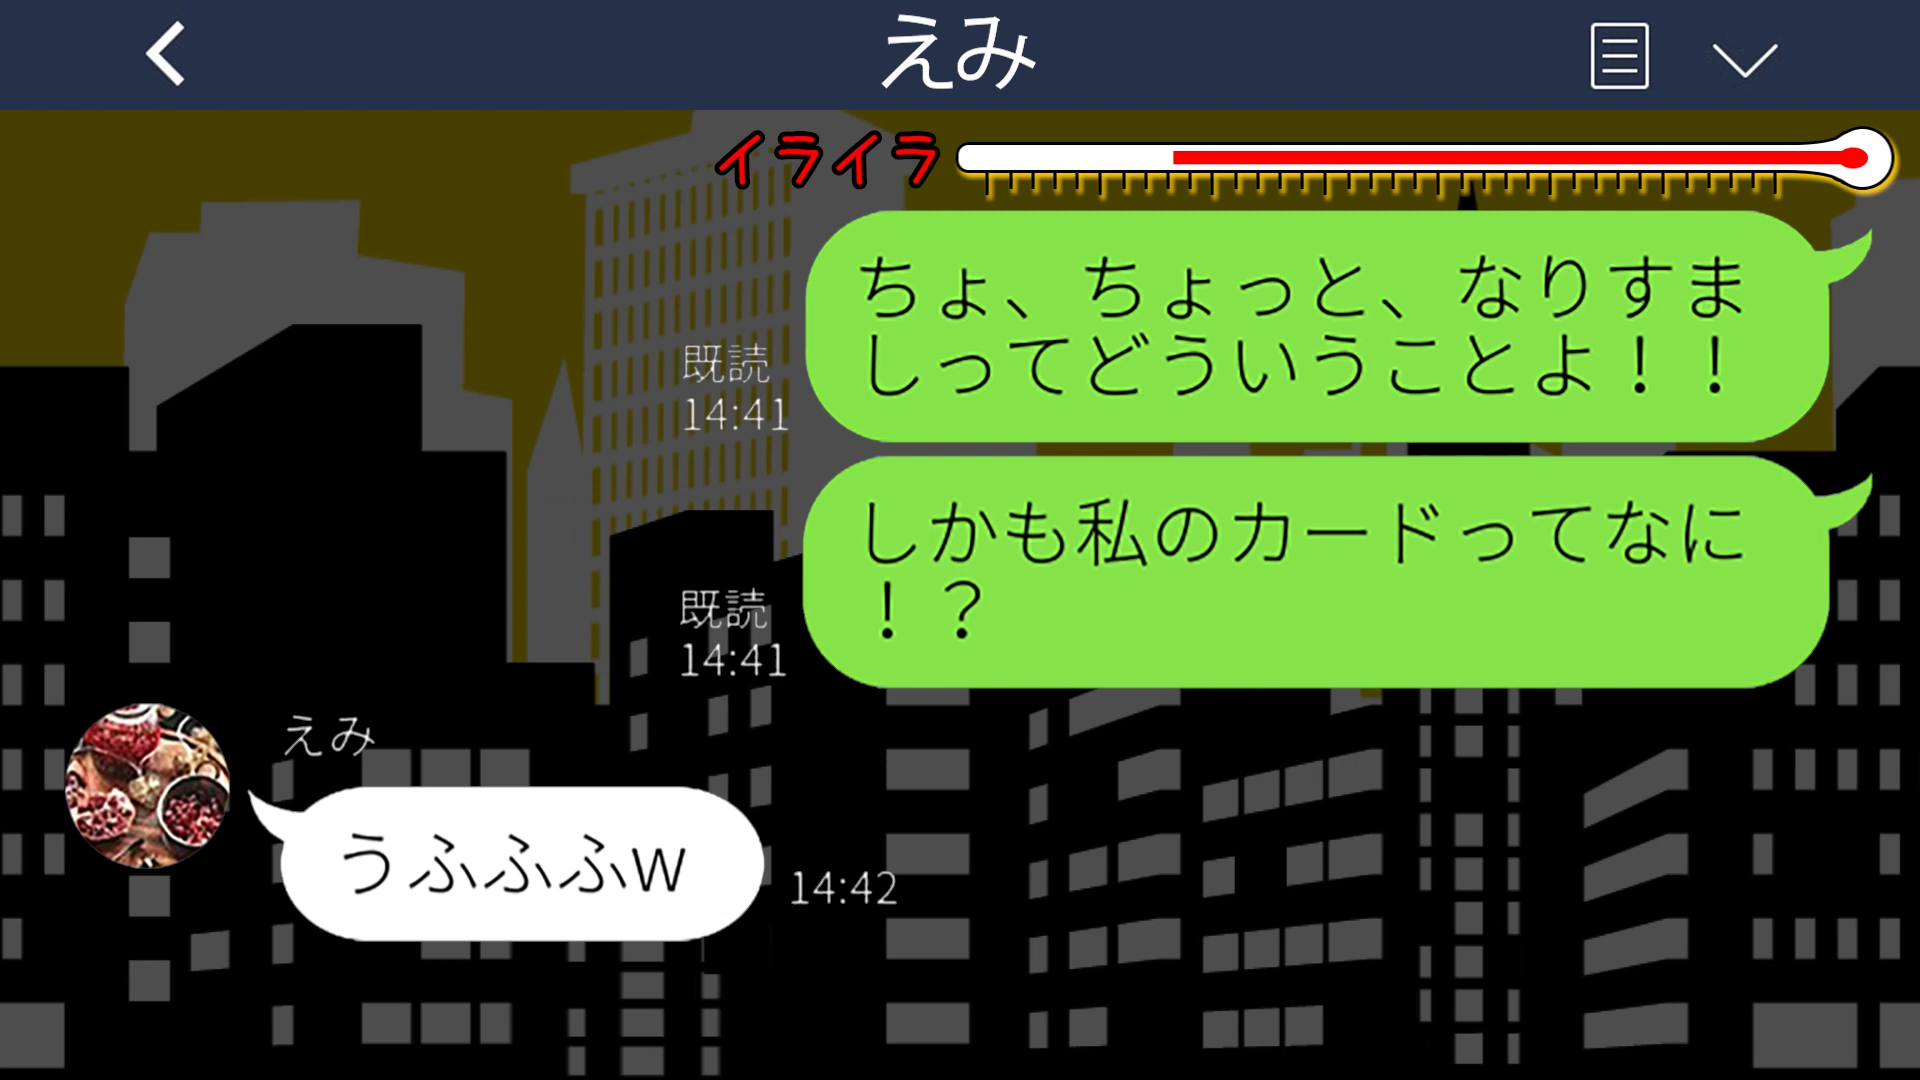 えみ
イライラ
ちょ、ちょっと、なりすま
しってどういうことよ！！
既読
14:41
しかも私のカードってなに
！？
既読
14:41
えみ
うふふふw
14:42